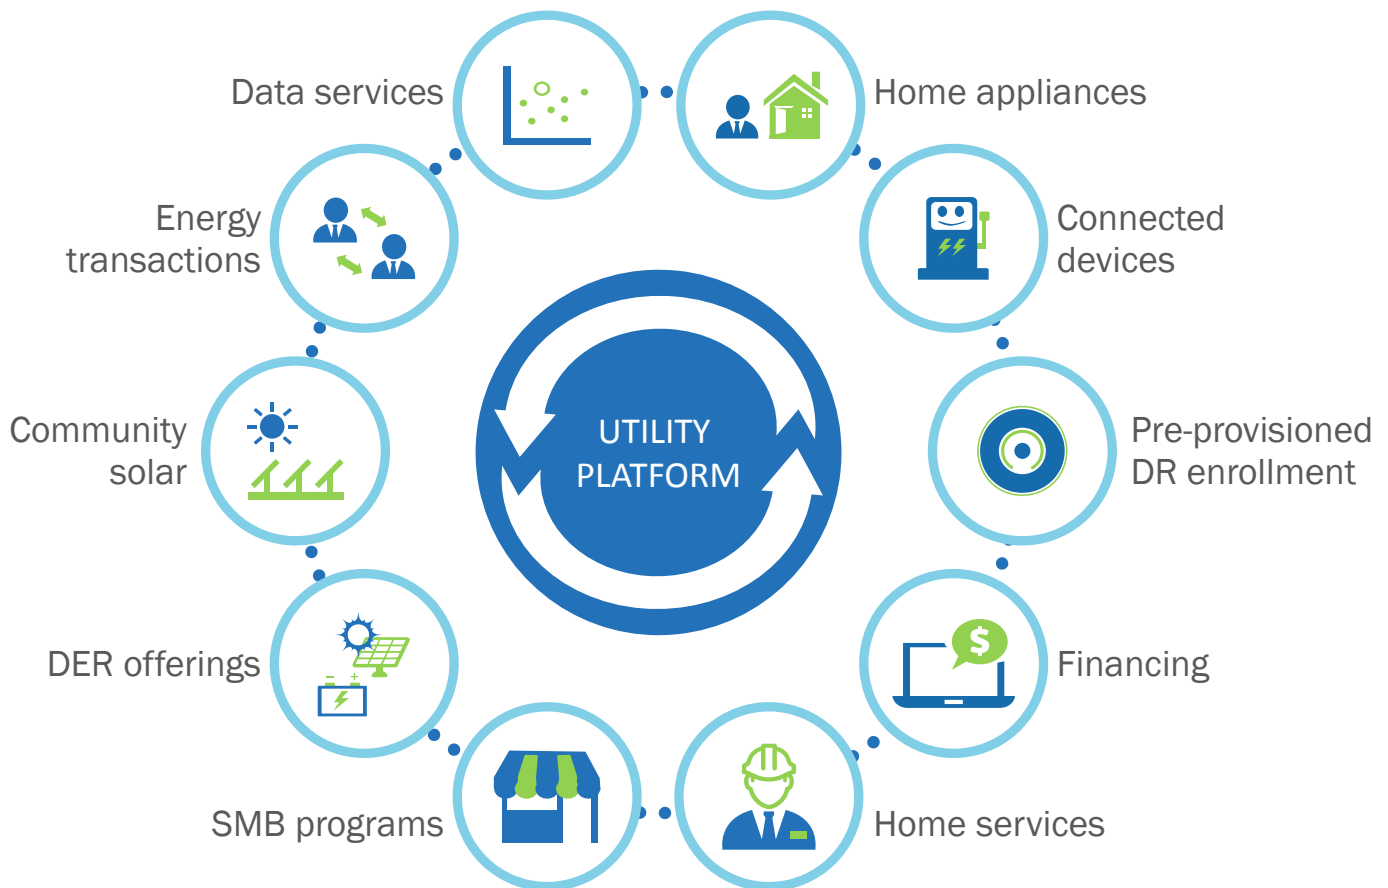 Data services
Home appliances
Energy
transactions
Connected
devices
Community
solar
UTILITY
PLATFORM
Pre-provisioned
DR enrollment
DER offerings
$
Financing
SMB programs
Home services